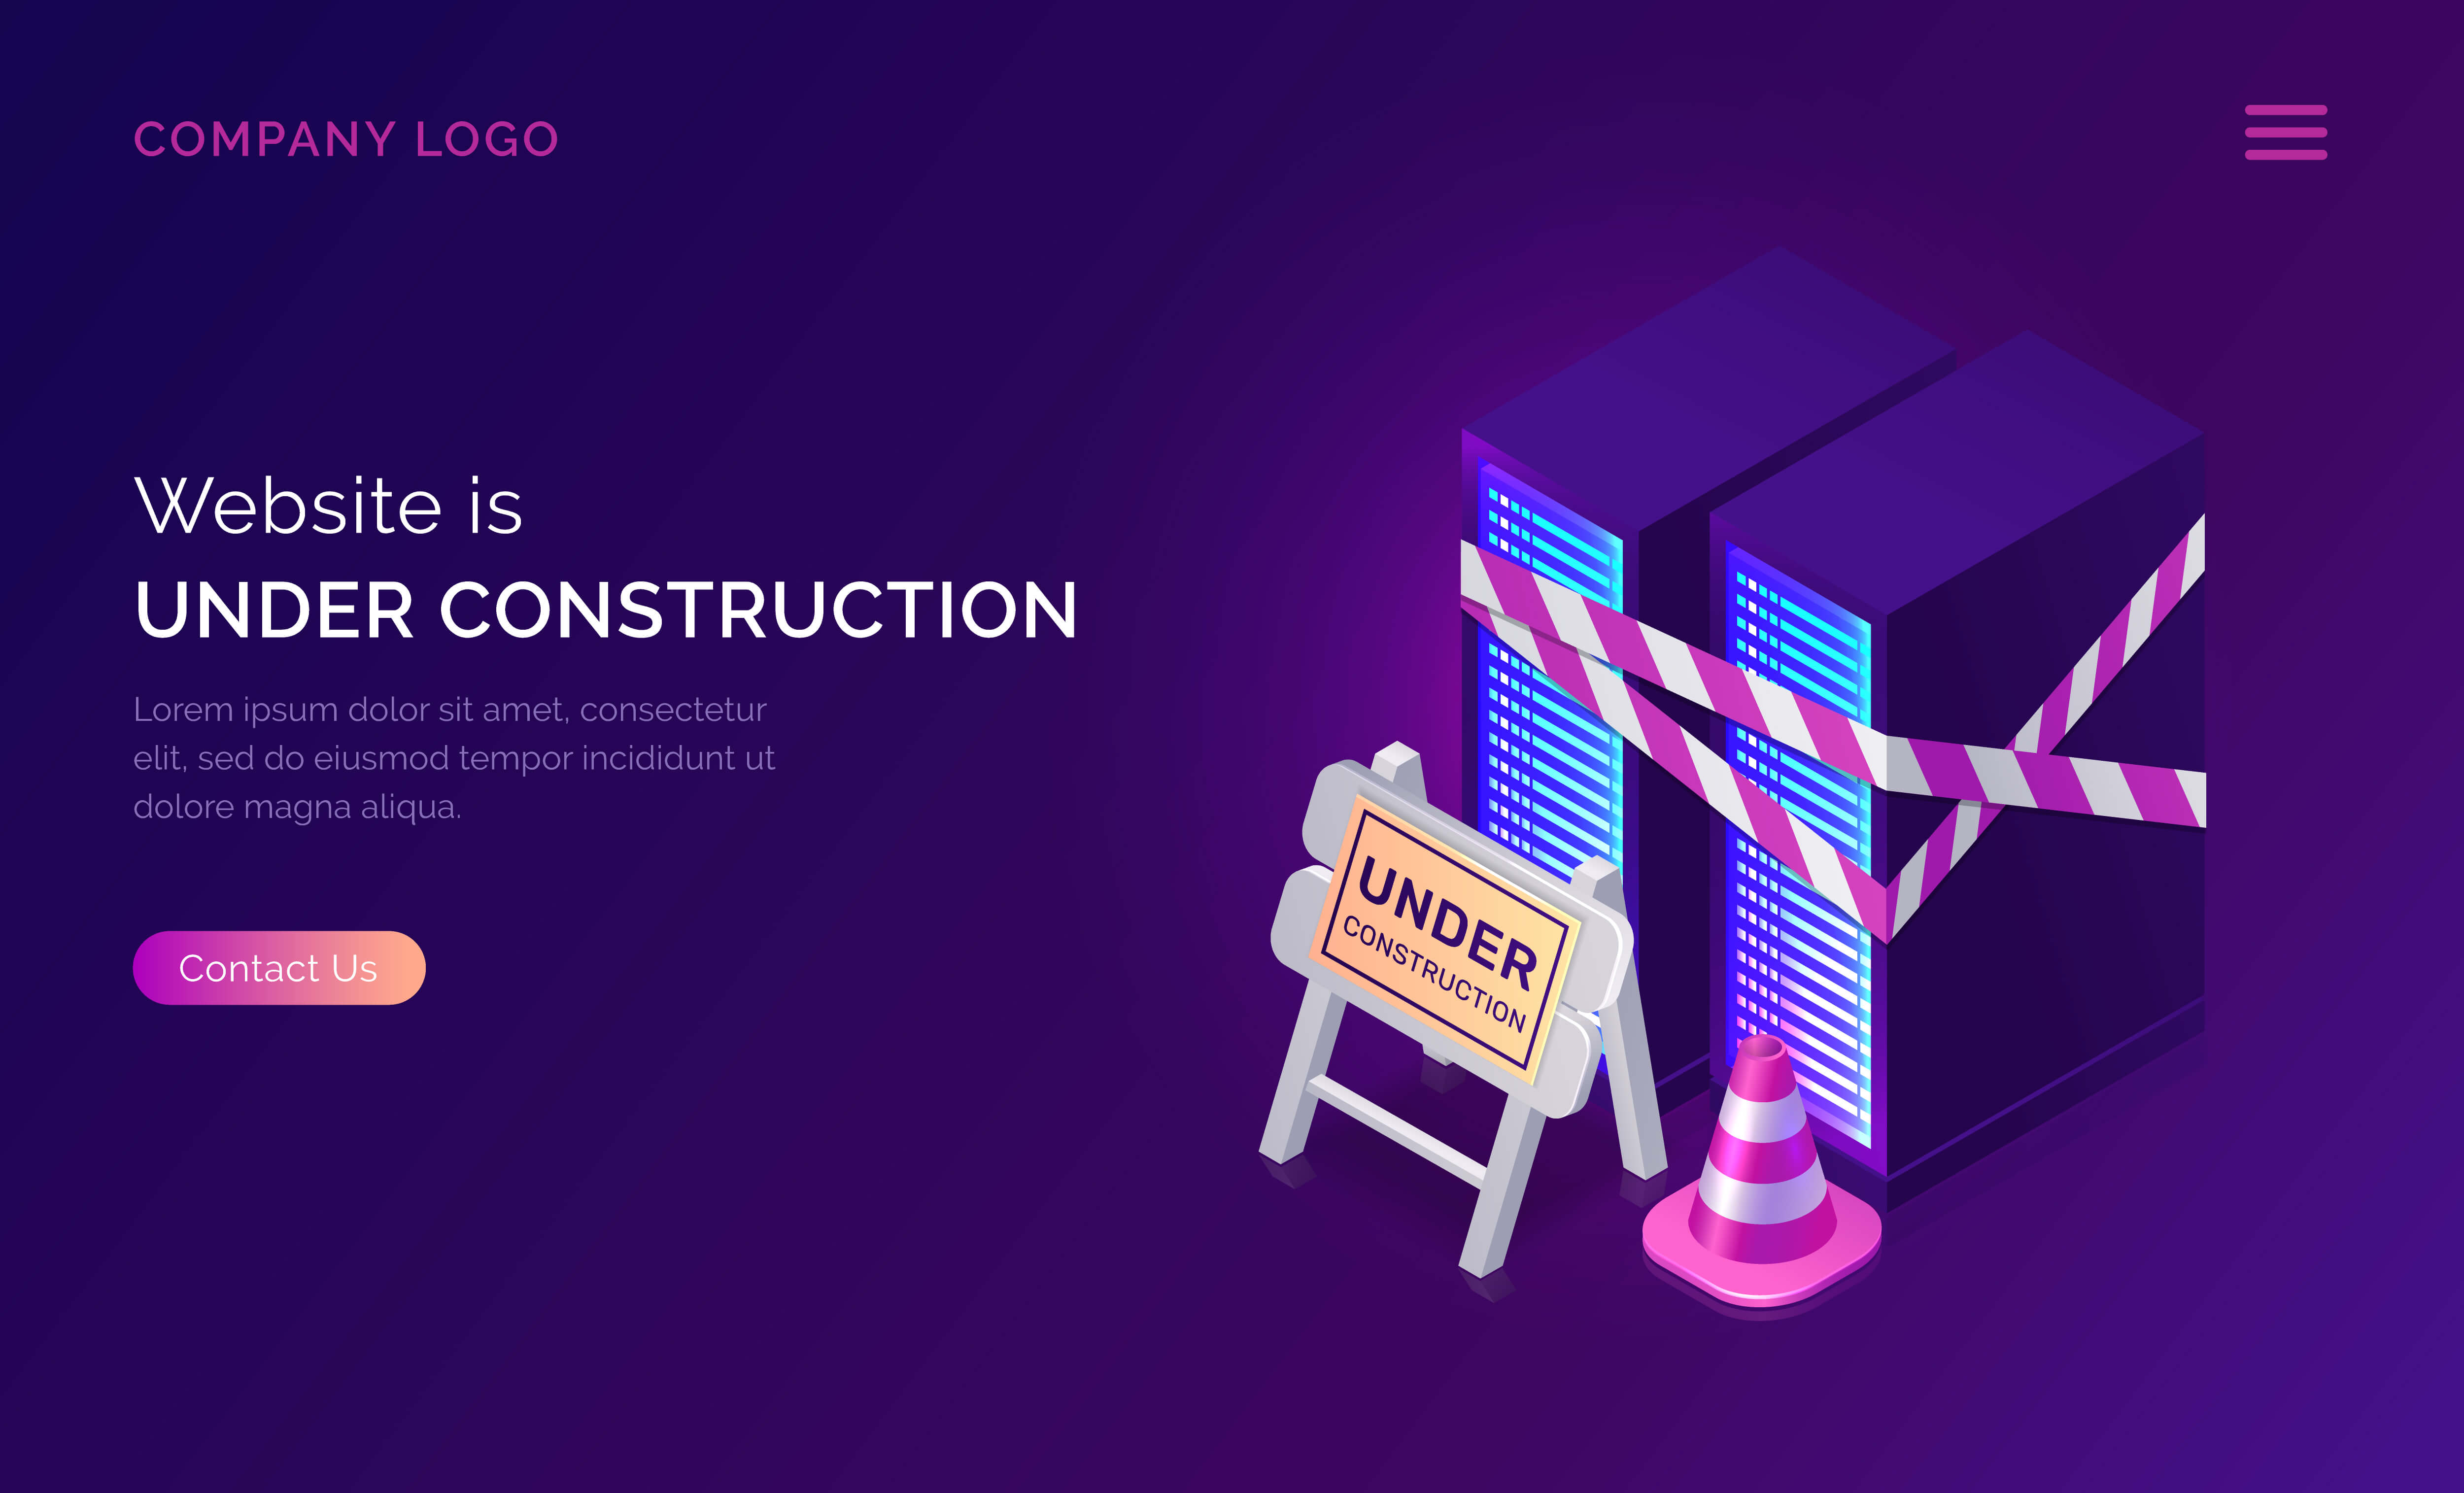 COMPANY LOGO
Website is
UNDER CONSTRUCTION
Lorem ipsum dolor sit amet, consectetur
elit, sed do eiusmod tempor incididunt ut
dolore magna aliqua.
Contact Us
UNDER
CONSTRUCTION